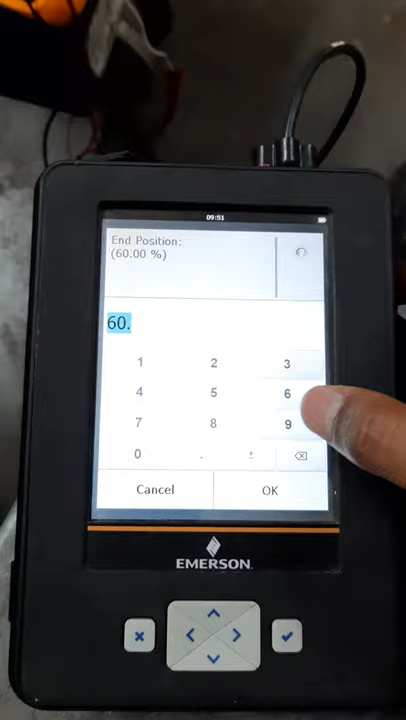 09:51
End Position:
(60.00 %)
60.
1 2 3
4 5 6
7 8 9
0 . ±
Cancel OK
EMERSON